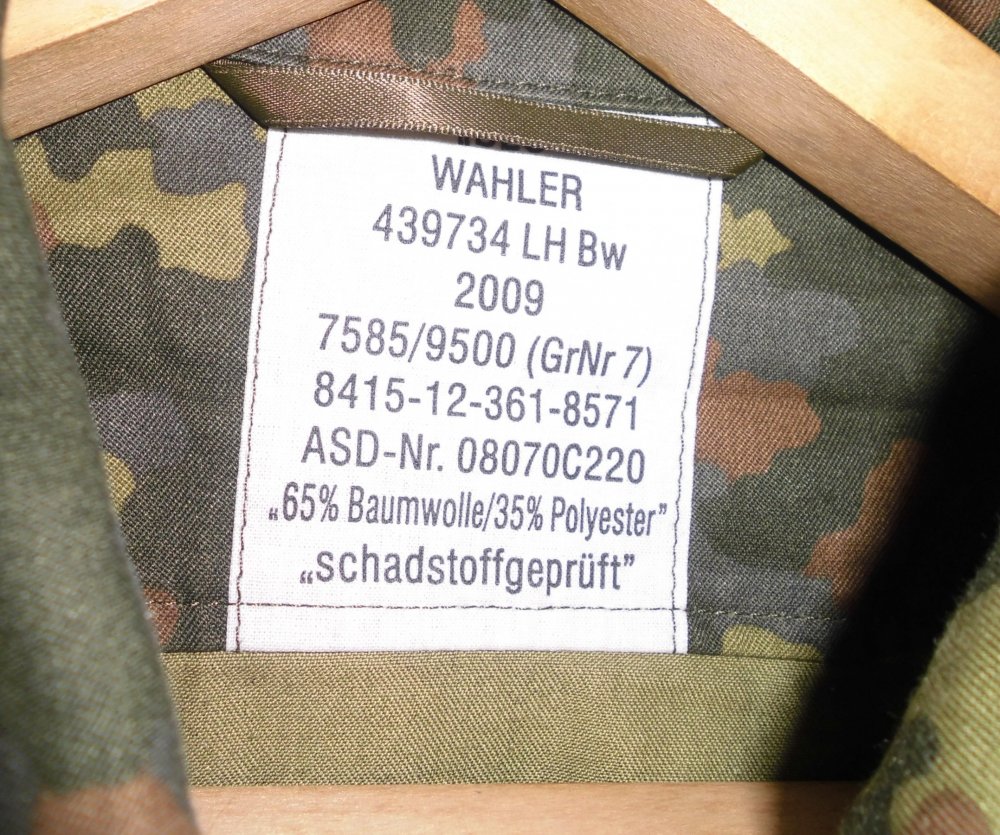 WAHLER
439734 LH Bw
2009
7585/9500 (GrNr 7)
8415-12-361-8571
ASD-Nr. 08070C220
„65% Baumwolle/35% Polyester”
„schadstoffgeprüft”